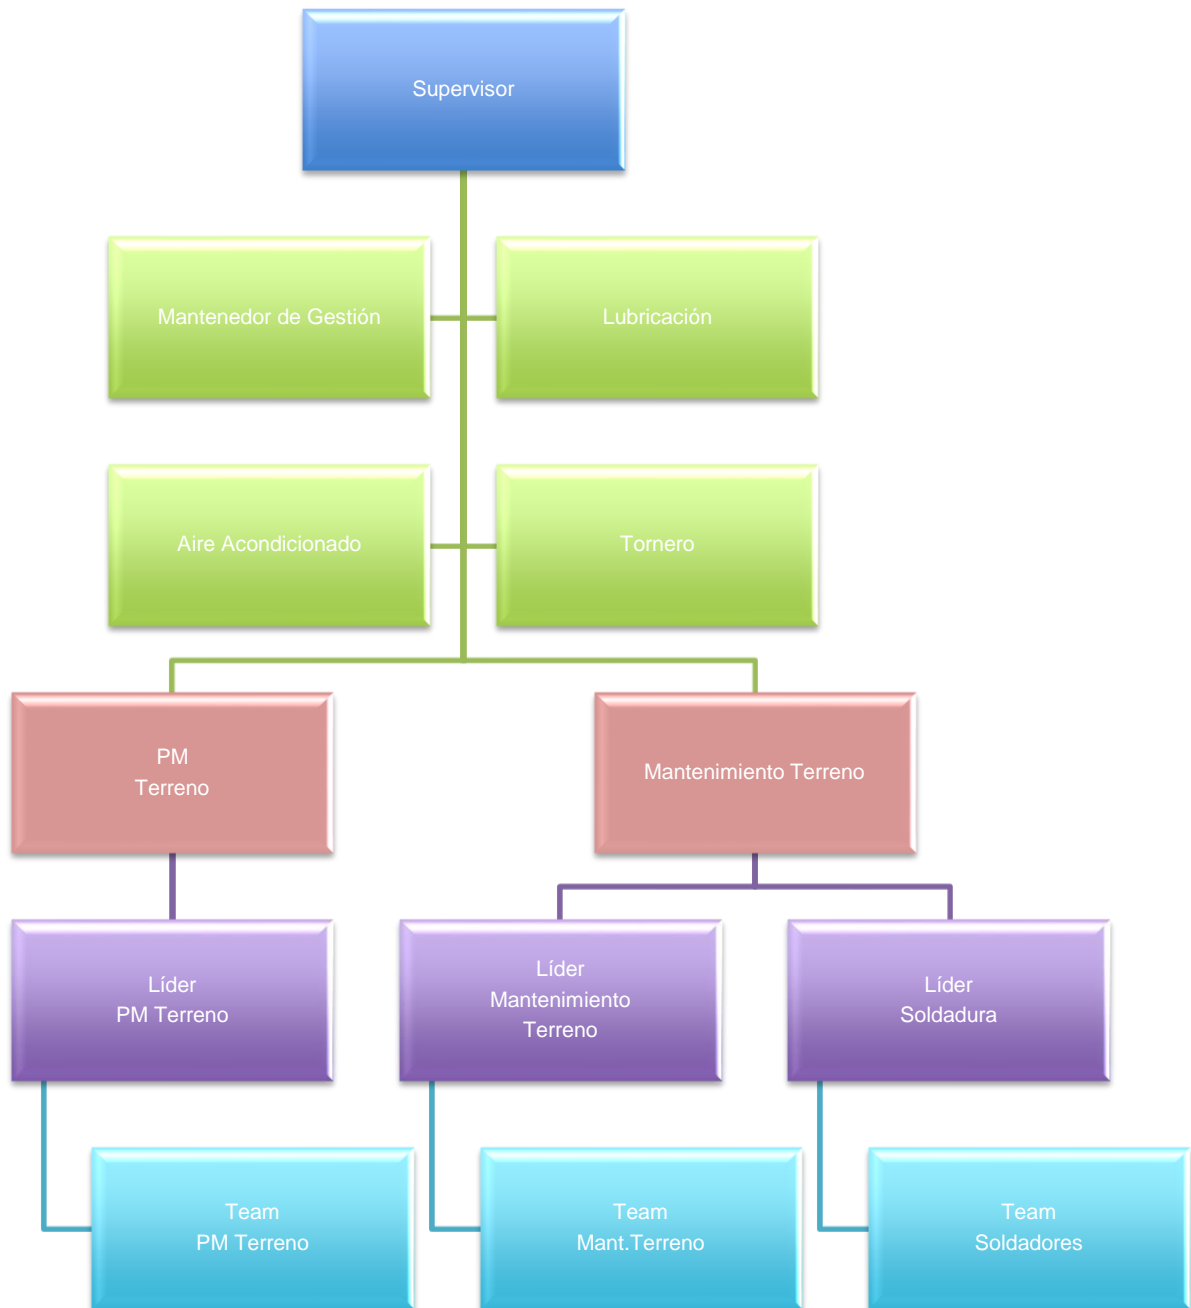 Supervisor
Mantenedor de Gestión
Lubricación
Aire Acondicionado
Tornero
PM
Terreno
Mantenimiento Terreno
Líder
PM Terreno
Líder
Mantenimiento
Terreno
Líder
Soldadura
Team
PM Terreno
Team
Mant.Terreno
Team
Soldadores